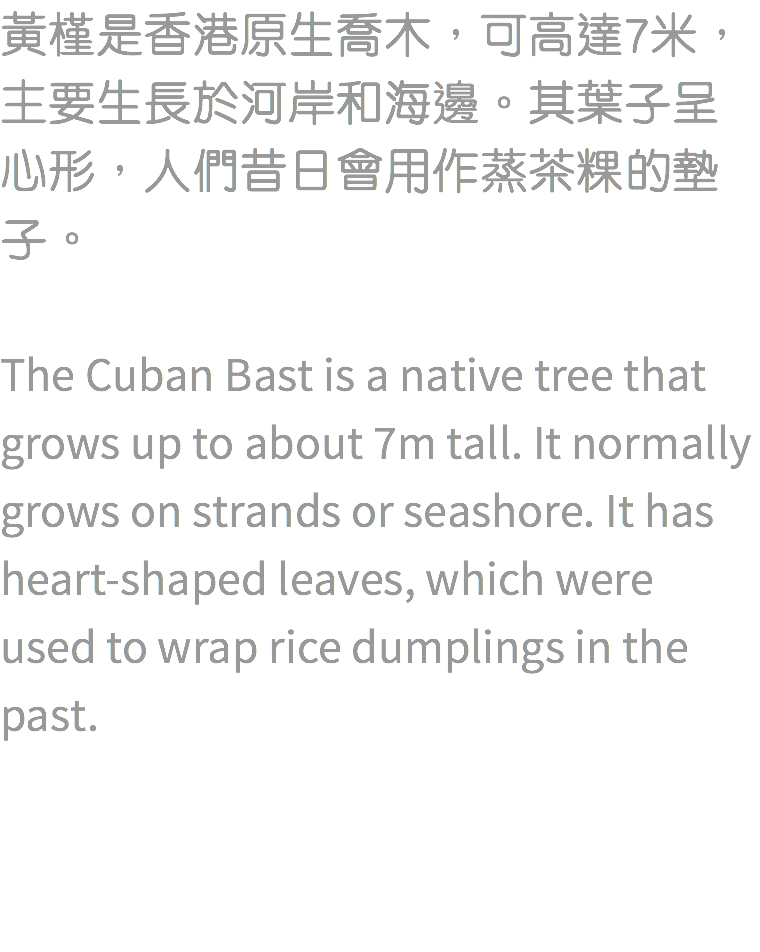 黃槿是香港原生喬木，可高達7米，
主要生長於河岸和海邊。其葉子呈
心形，人們昔日會用作蒸茶粿的墊
子。
The Cuban Bast is a native tree that
grows up to about 7m tall. It normally
grows on strands or seashore. It has
heart-shaped leaves, which were
used to wrap rice dumplings in the
past.